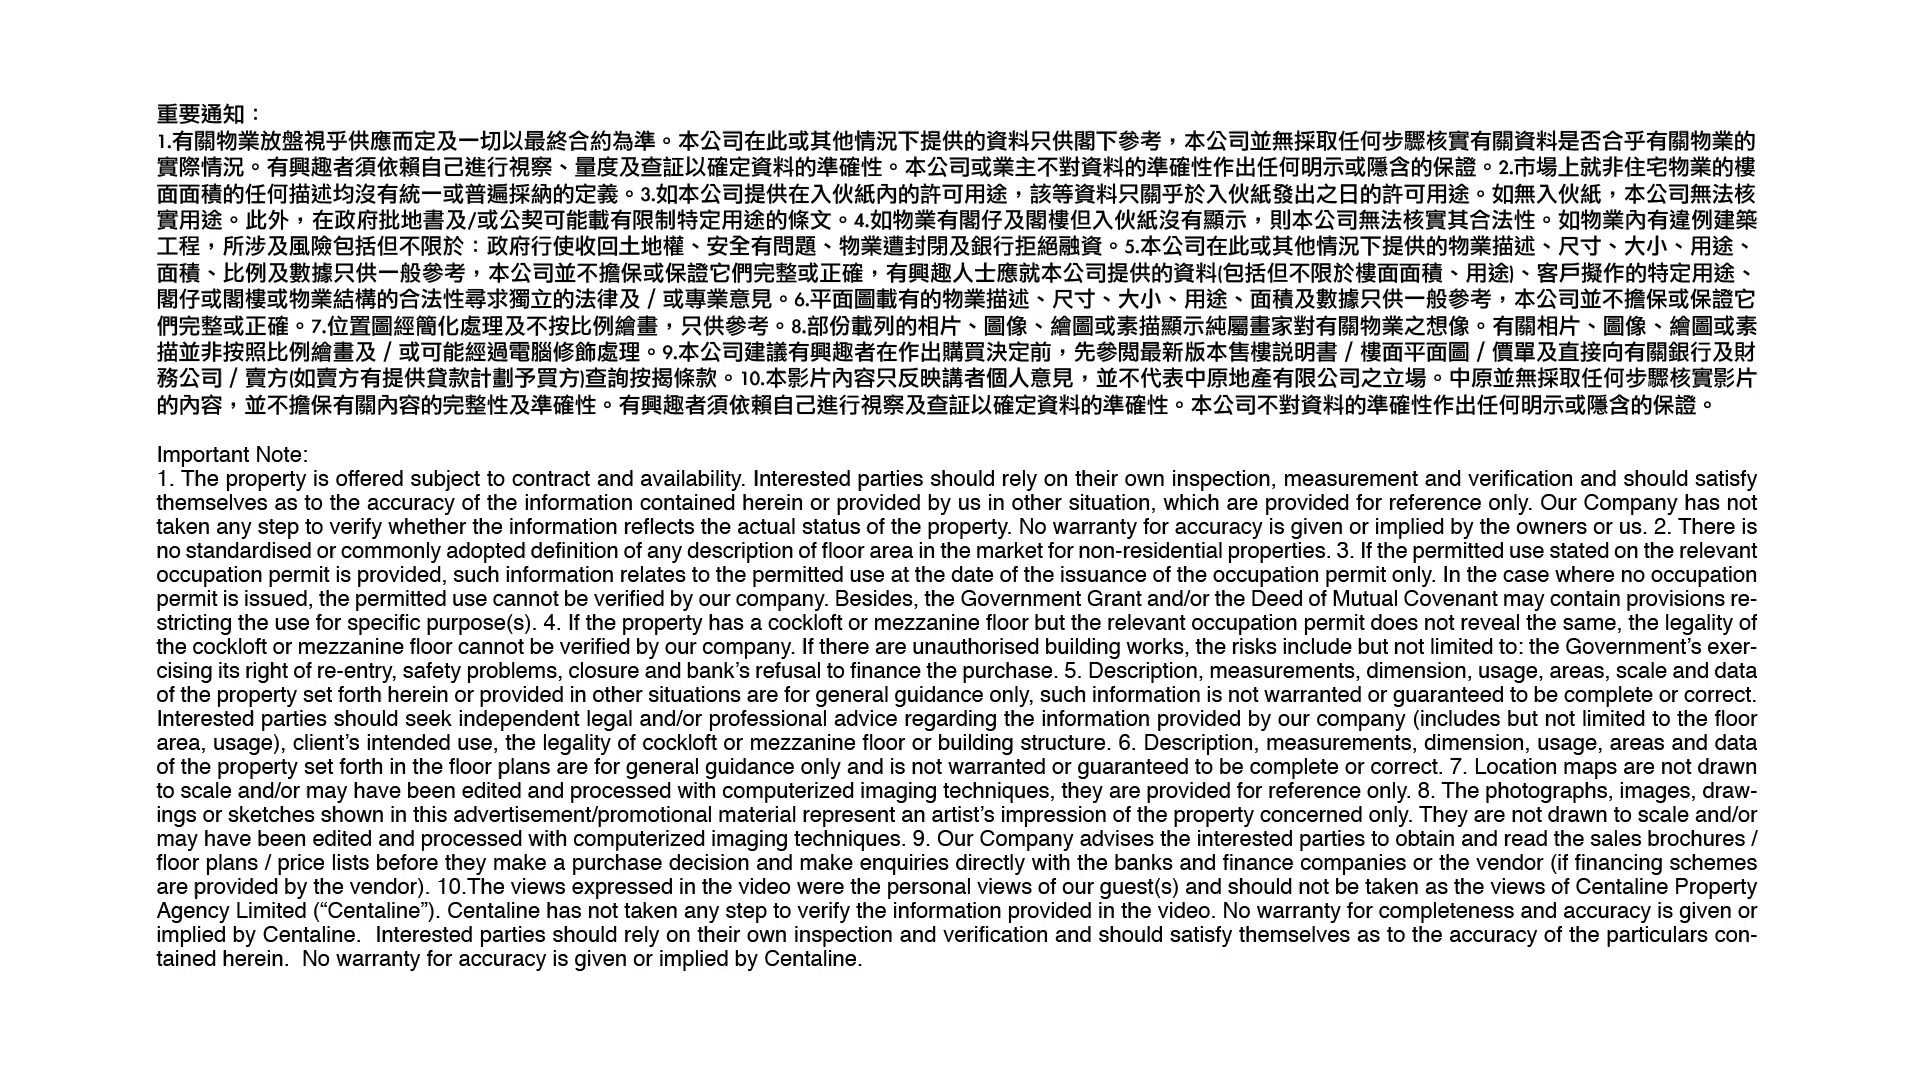 重要通知：
1.有關物業放盤視乎供應而定及一切以最終合約為準。本公司在此或其他情況下提供的資料只供閣下參考，本公司並無採取任何步驟核實有關資料是否合乎有關物業的
實際情況。有興趣者須依賴自己進行視察、量度及查証以確定資料的準確性。本公司或業主不對資料的準確性作出任何明示或隱含的保證。2.市場上就非住宅物業的樓
面面積的任何描述均沒有統一或普遍採納的定義。3.如本公司提供在入伙紙內的許可用途，該等資料只關乎於入伙紙發出之日的許可用途。如無入伙紙，本公司無法核
實用途。此外，在政府批地書及/或公契可能載有限制特定用途的條文。4.如物業有閣仔及閣樓但入伙紙沒有顯示，則本公司無法核實其合法性。如物業內有違例建築
工程，所涉及風險包括但不限於：政府行使收回土地權、安全有問題、物業遭封閉及銀行拒絕融資。5.本公司在此或其他情況下提供的物業描述、尺寸、大小、用途、
面積、比例及數據只供一般參考，本公司並不擔保或保證它們完整或正確，有興趣人士應就本公司提供的資料(包括但不限於樓面面積、用途)、客戶擬作的特定用途、
閣仔或閣樓或物業結構的合法性尋求獨立的法律及 / 或專業意見。6.平面圖載有的物業描述、尺寸、大小、用途、面積及數據只供一般參考，本公司並不擔保或保證它
們完整或正確。7.位置圖經簡化處理及不按比例繪畫，只供參考。8.部份載列的相片、圖像、繪圖或素描顯示純屬畫家對有關物業之想像。有關相片、圖像、繪圖或素
描並非按照比例繪畫及 / 或可能經過電腦修飾處理。9.本公司建議有興趣者在作出購買決定前，先參閱最新版本售樓説明書 / 樓面平面圖 / 價單及直接向有關銀行及財
務公司 / 賣方(如賣方有提供貸款計劃予買方)查詢按揭條款。10.本影片內容只反映講者個人意見，並不代表中原地產有限公司之立場。中原並無採取任何步驟核實影片
的內容，並不擔保有關內容的完整性及準確性。有興趣者須依賴自己進行視察及查証以確定資料的準確性。本公司不對資料的準確性作出任何明示或隱含的保證。
Important Note:
1. The property is offered subject to contract and availability. Interested parties should rely on their own inspection, measurement and verification and should satisfy
themselves as to the accuracy of the information contained herein or provided by us in other situation, which are provided for reference only. Our Company has not
taken any step to verify whether the information reflects the actual status of the property. No warranty for accuracy is given or implied by the owners or us. 2. There is
no standardised or commonly adopted definition of any description of floor area in the market for non-residential properties. 3. If the permitted use stated on the relevant
occupation permit is provided, such information relates to the permitted use at the date of the issuance of the occupation permit only. In the case where no occupation
permit is issued, the permitted use cannot be verified by our company. Besides, the Government Grant and/or the Deed of Mutual Covenant may contain provisions re-
stricting the use for specific purpose(s). 4. If the property has a cockloft or mezzanine floor but the relevant occupation permit does not reveal the same, the legality of
the cockloft or mezzanine floor cannot be verified by our company. If there are unauthorised building works, the risks include but not limited to: the Government’s exer-
cising its right of re-entry, safety problems, closure and bank’s refusal to finance the purchase. 5. Description, measurements, dimension, usage, areas, scale and data
of the property set forth herein or provided in other situations are for general guidance only, such information is not warranted or guaranteed to be complete or correct.
Interested parties should seek independent legal and/or professional advice regarding the information provided by our company (includes but not limited to the floor
area, usage), client’s intended use, the legality of cockloft or mezzanine floor or building structure. 6. Description, measurements, dimension, usage, areas and data
of the property set forth in the floor plans are for general guidance only and is not warranted or guaranteed to be complete or correct. 7. Location maps are not drawn
to scale and/or may have been edited and processed with computerized imaging techniques, they are provided for reference only. 8. The photographs, images, draw-
ings or sketches shown in this advertisement/promotional material represent an artist’s impression of the property concerned only. They are not drawn to scale and/or
may have been edited and processed with computerized imaging techniques. 9. Our Company advises the interested parties to obtain and read the sales brochures /
floor plans / price lists before they make a purchase decision and make enquiries directly with the banks and finance companies or the vendor (if financing schemes
are provided by the vendor). 10.The views expressed in the video were the personal views of our guest(s) and should not be taken as the views of Centaline Property
Agency Limited (“Centaline”). Centaline has not taken any step to verify the information provided in the video. No warranty for completeness and accuracy is given or
implied by Centaline.  Interested parties should rely on their own inspection and verification and should satisfy themselves as to the accuracy of the particulars con-
tained herein.  No warranty for accuracy is given or implied by Centaline.